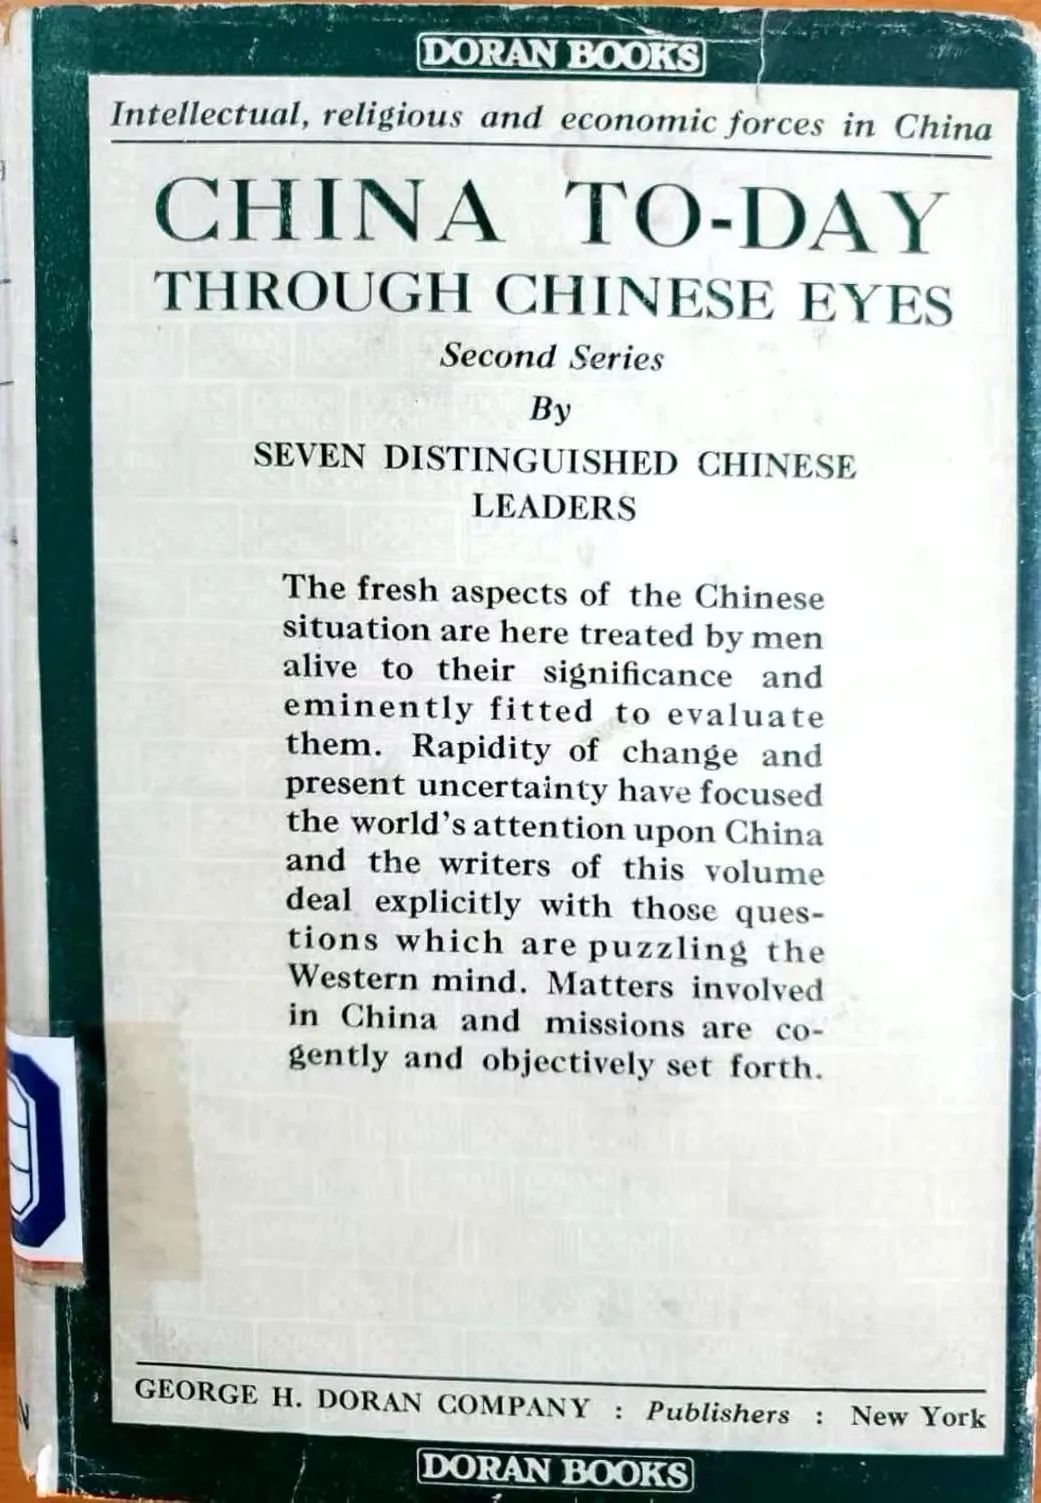 DORAN BOOKS
Intellectual, religious and economic forces in China
CHINA TO-DAY
THROUGH CHINESE EYES
Second Series
By
SEVEN DISTINGUISHED CHINESE
LEADERS
The fresh aspects of the Chinese
situation are here treated by men
alive to their significance and
eminently fitted to evaluate
them. Rapidity of change and
present uncertainty have focused
the world's attention upon China
and the writers of this volume
deal explicitly with those ques-
tions which are puzzling the
Western mind. Matters involved
in China and missions are co-
gently and objectively set forth.
GEORGE H. DORAN COMPANY : Publishers : New York
DORAN BOOKS